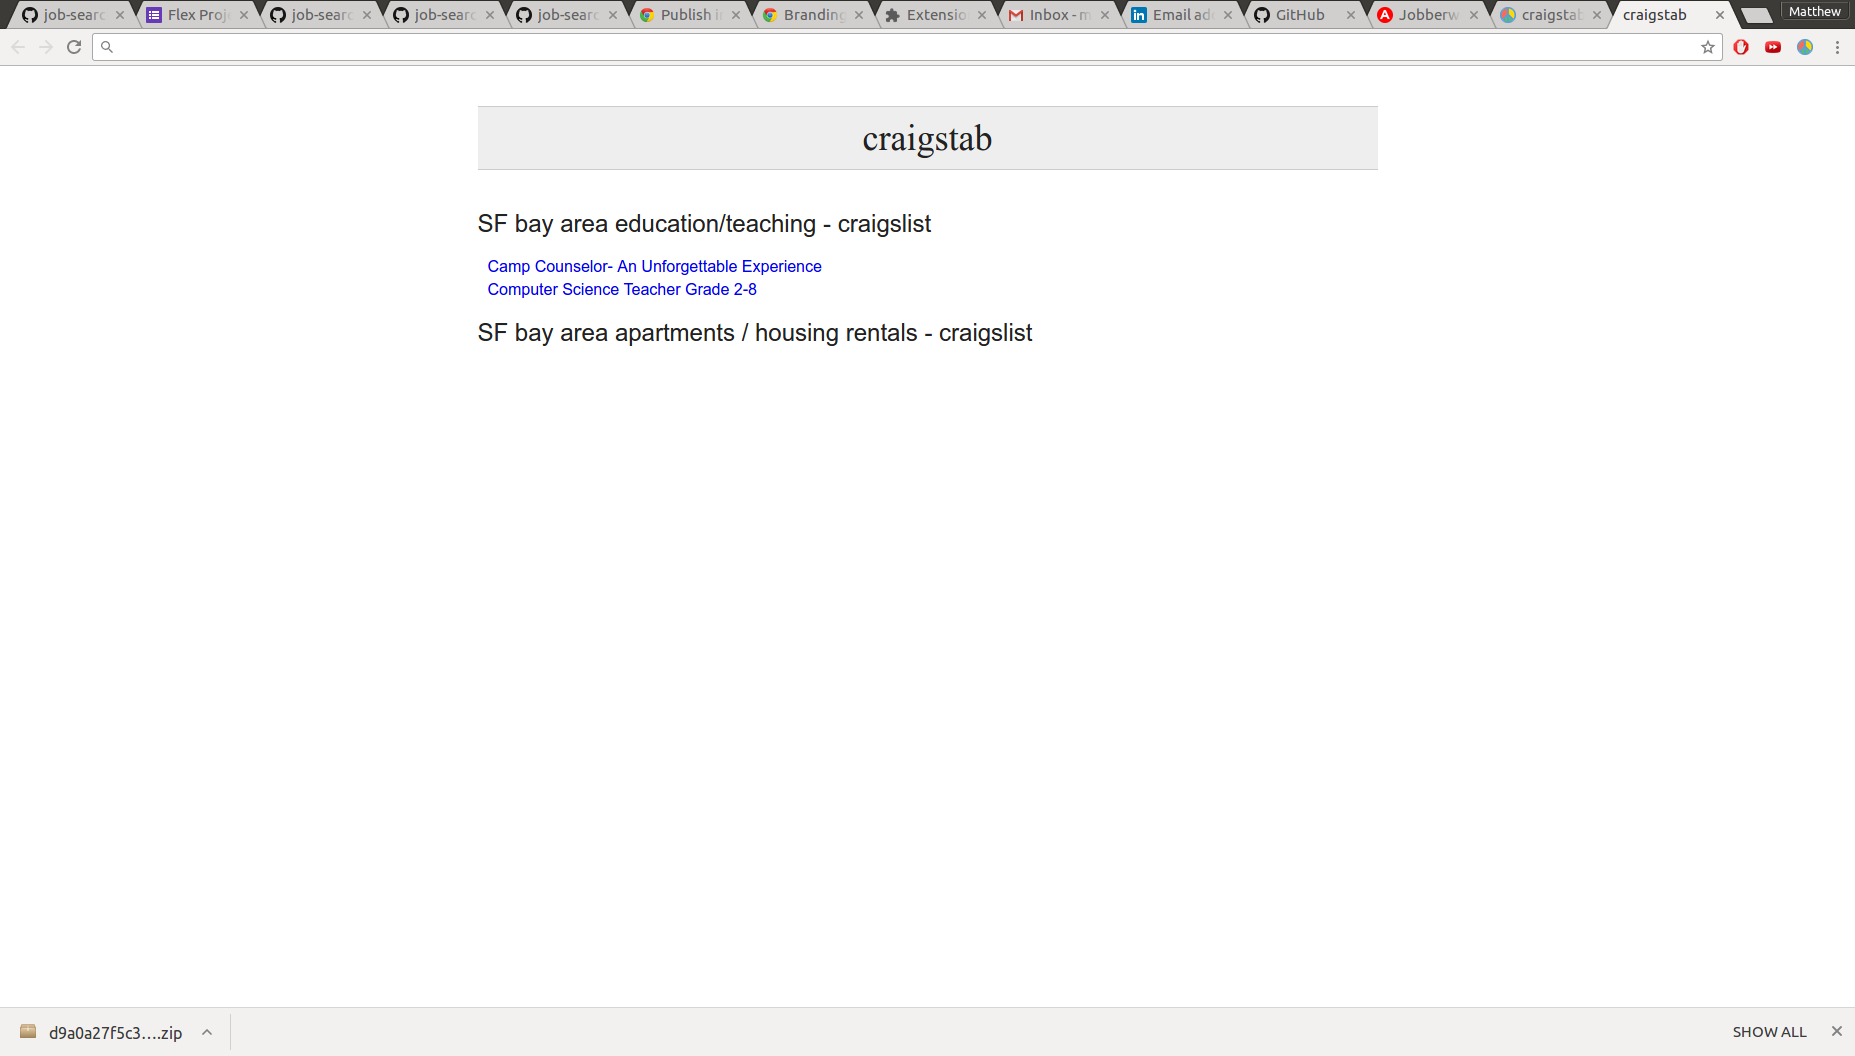 job-searc Flex Proj job-searc job-searc job-searc Publish i Branding Extensio Inbox - m Email ad GitHub Jobberw craigstab craigstab Matthew
craigstab
SF bay area education/teaching - craigslist
Camp Counselor- An Unforgettable Experience
Computer Science Teacher Grade 2-8
SF bay area apartments / housing rentals - craigslist
d9a0a27f5c3....zip SHOW ALL